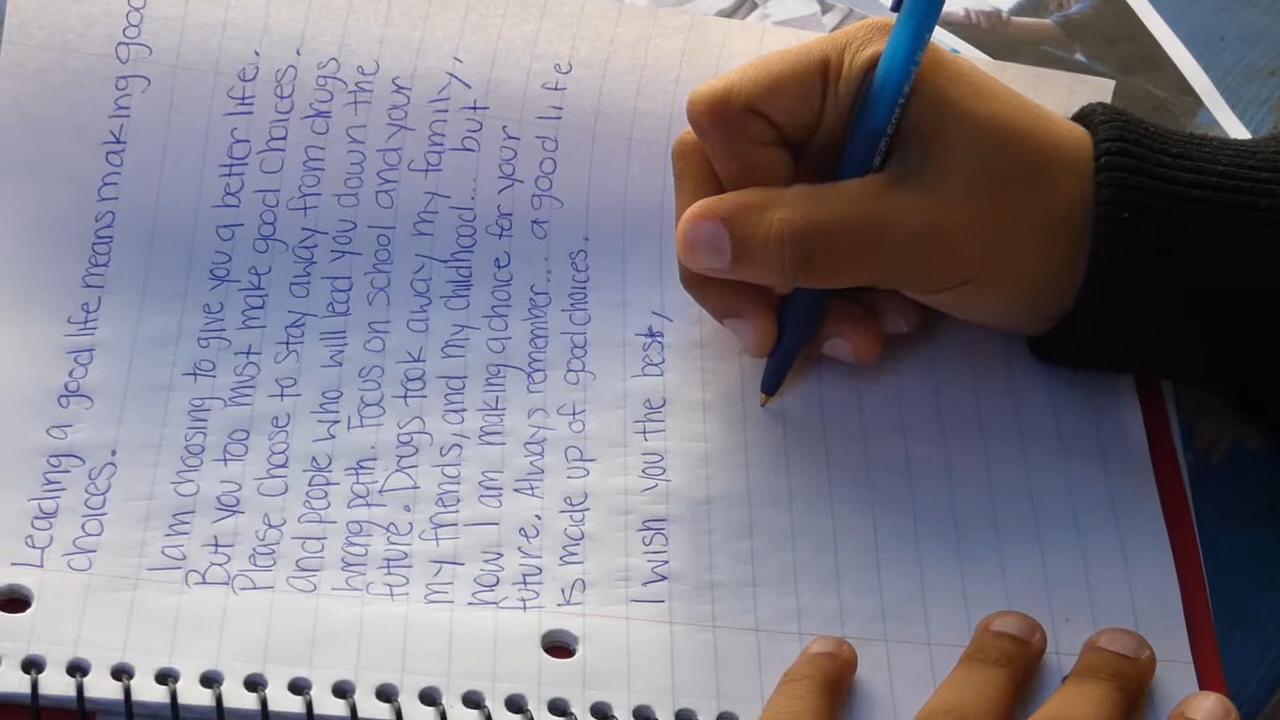 Leading a good life means making good
choices.
I am choosing to give you a better life.
But you too must make good choices.
Please choose to stay away from drugs
and people who will lead you down the
wrong path. Focus on school and your
future. Drugs took away my family,
my friends, and my childhood... but
now I am making a choice for your
future. Always remember... a good life
is made up of good choices.
I wish you the best,